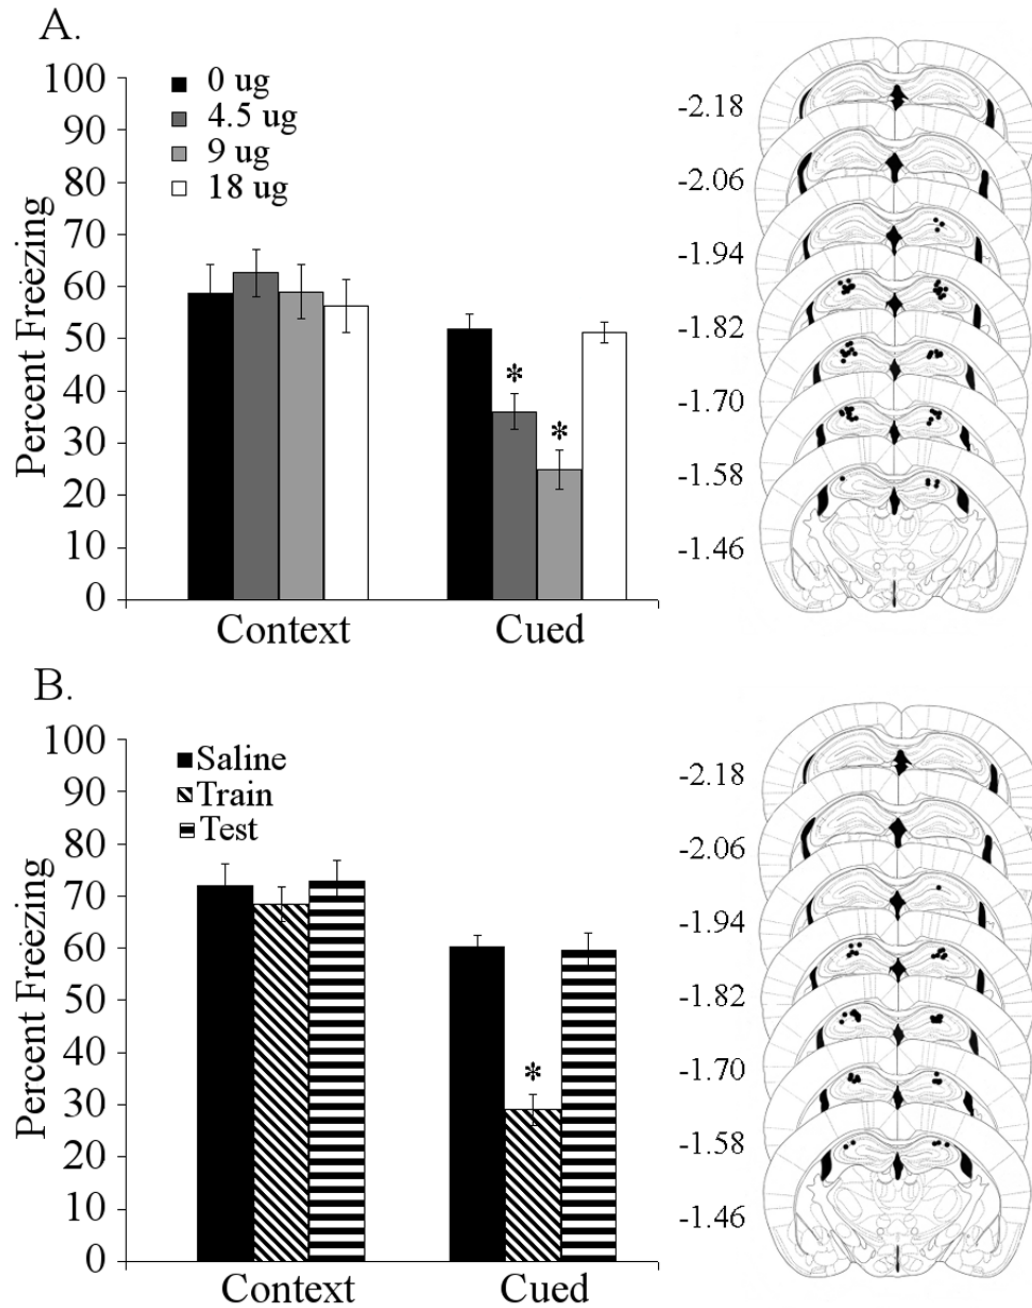 A.
Percent Freezing
100
90
80
70
60
50
40
30
20
10
0
0 ug
4.5 ug
9 ug
18 ug
*
*
Context
Cued
-2.18
-2.06
-1.94
-1.82
-1.70
-1.58
-1.46
B.
Percent Freezing
100
90
80
70
60
50
40
30
20
10
0
Saline
Train
Test
*
Context
Cued
-2.18
-2.06
-1.94
-1.82
-1.70
-1.58
-1.46